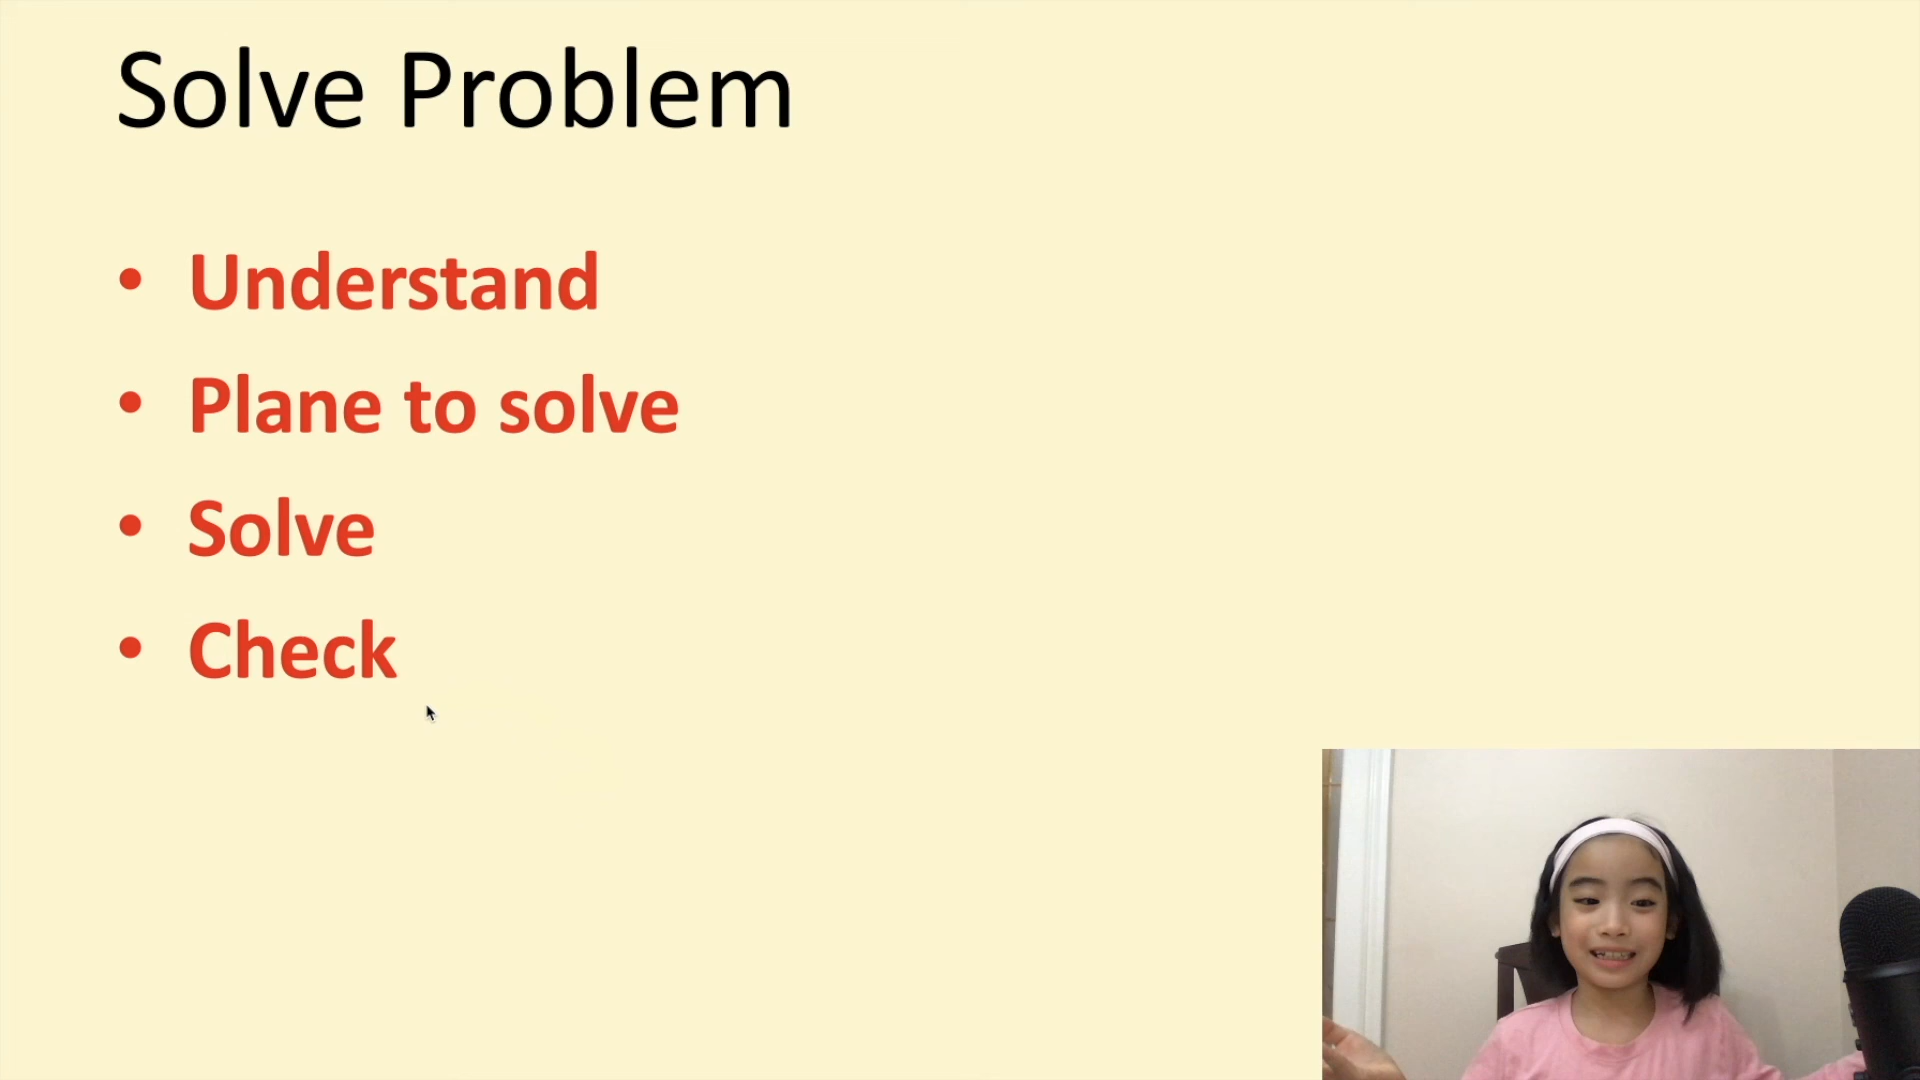 Solve Problem
• Understand
• Plane to solve
• Solve
• Check